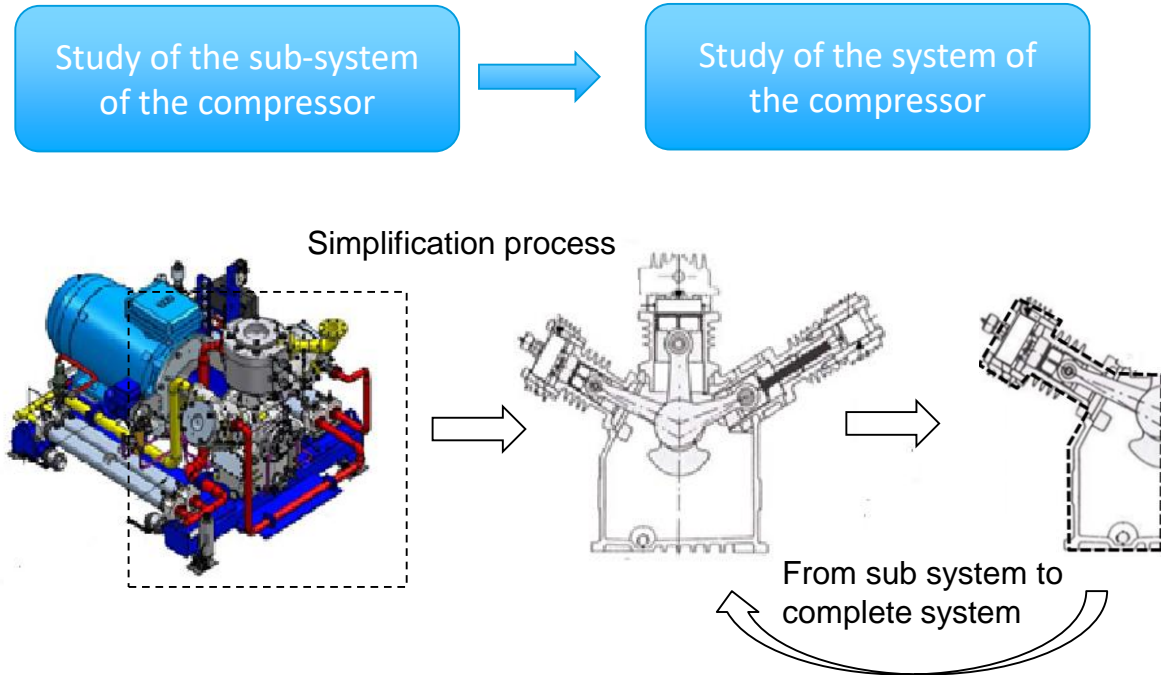 Study of the sub-system
of the compressor
Study of the system of
the compressor
Simplification process
From sub system to
complete system